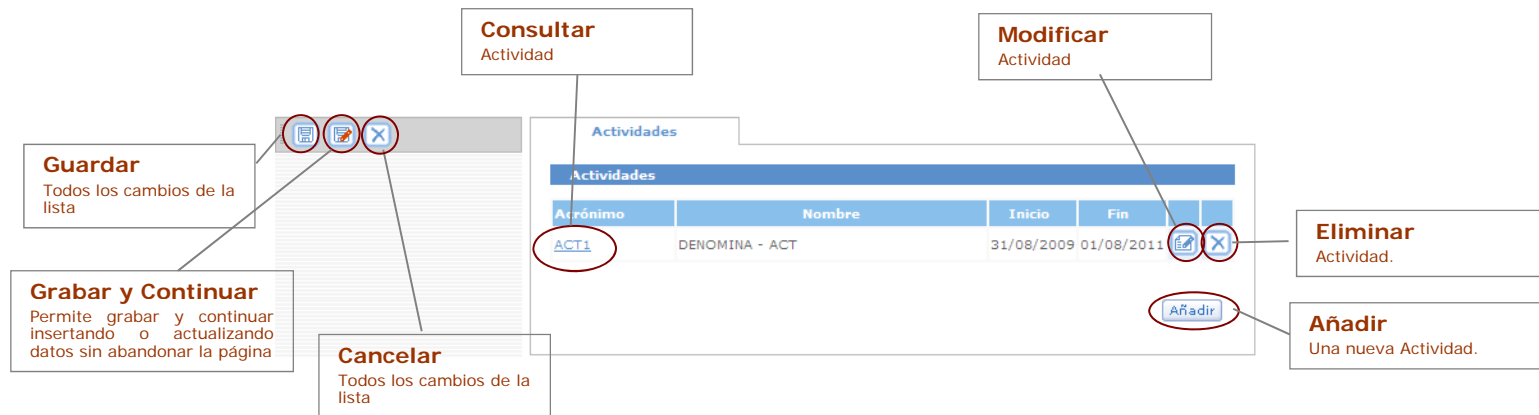 Consultar
Actividad
Modificar
Actividad
Guardar
Todos los cambios de la
lista
Actividades
Actividades
Acrónimo Nombre Inicio Fin
ACT1 DENOMINA - ACT 31/08/2009 01/08/2011
Eliminar
Actividad.
Grabar y Continuar
Permite grabar y continuar
insertando o actualizando
datos sin abandonar la página
Añadir
Añadir
Una nueva Actividad.
Cancelar
Todos los cambios de la
lista